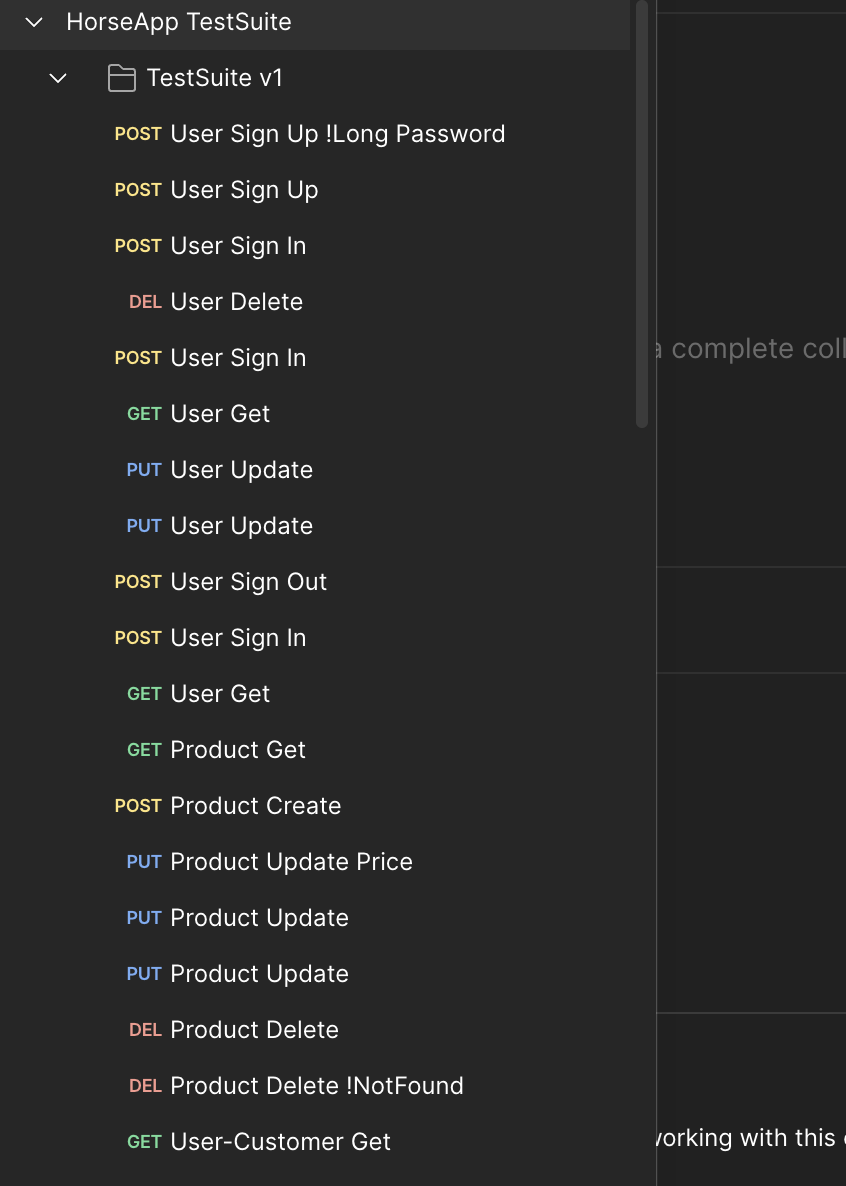 HorseApp TestSuite
TestSuite v1
POST User Sign Up !Long Password
POST User Sign Up
POST User Sign In
DEL User Delete
POST User Sign In
a complete coll
GET User Get
PUT User Update
PUT User Update
POST User Sign Out
POST User Sign In
GET User Get
GET Product Get
POST Product Create
PUT Product Update Price
PUT Product Update
PUT Product Update
DEL Product Delete
DEL Product Delete !NotFound
GET User-Customer Get
working with this